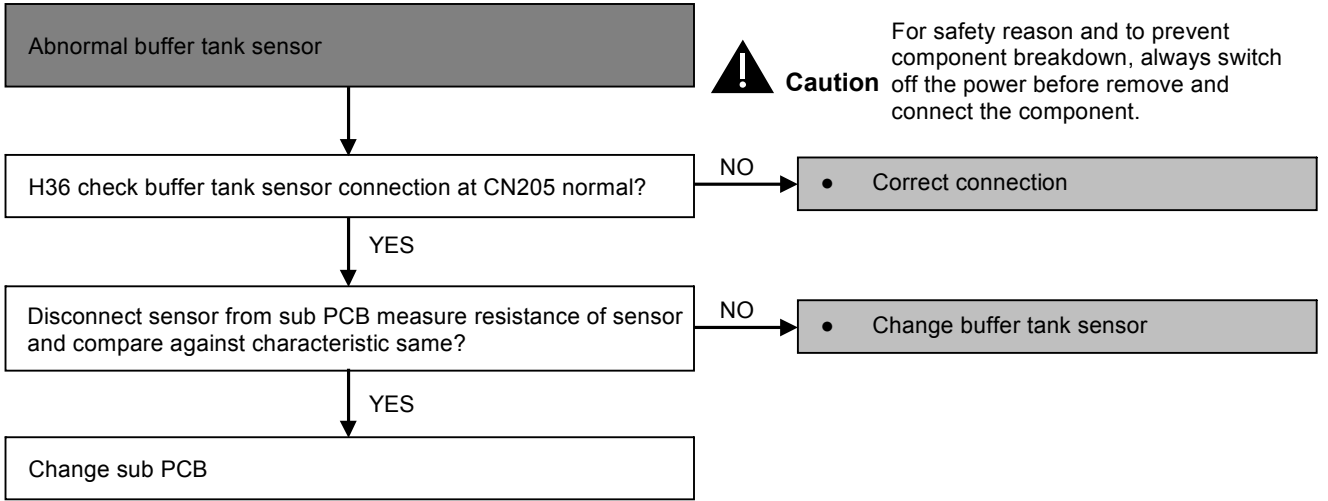 Abnormal buffer tank sensor
Caution
For safety reason and to prevent
component breakdown, always switch
off the power before remove and
connect the component.
H36 check buffer tank sensor connection at CN205 normal?
NO
● Correct connection
YES
Disconnect sensor from sub PCB measure resistance of sensor
and compare against characteristic same?
NO
● Change buffer tank sensor
YES
Change sub PCB